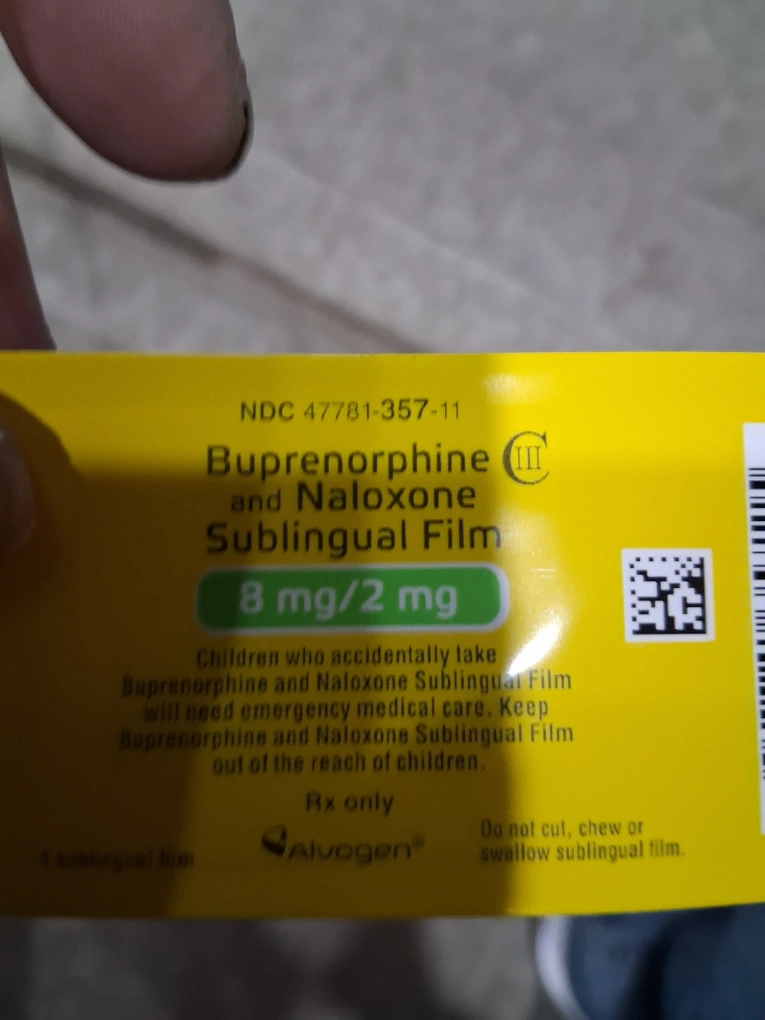 NDC 47781-357-11
Buprenorphine CIII
and Naloxone
Sublingual Film
8 mg/2 mg
Children who accidentally take
Buprenorphine and Naloxone Sublingual Film
will need emergency medical care. Keep
Buprenorphine and Naloxone Sublingual Film
out of the reach of children.
Rx only
1 sublingual film
Alvogen®
Do not cut, chew or
swallow sublingual film.